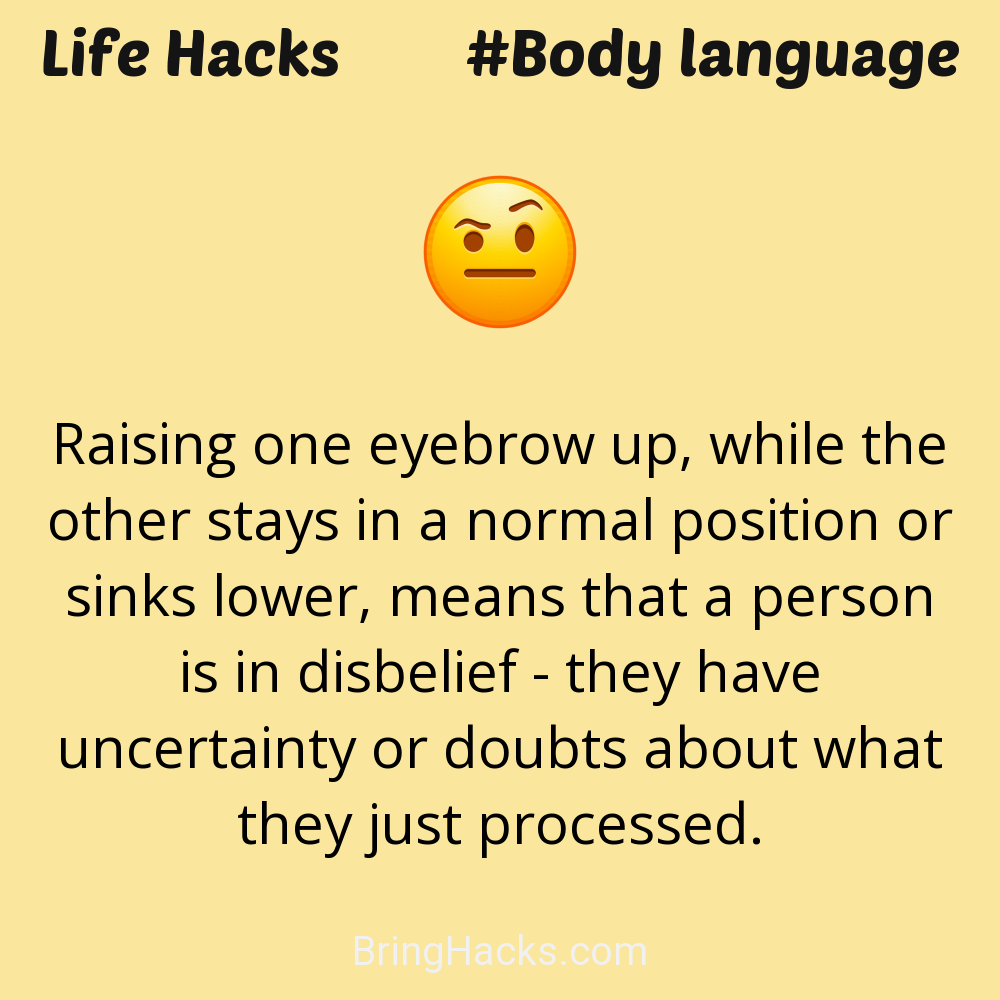 Life Hacks #Body language
Raising one eyebrow up, while the
other stays in a normal position or
sinks lower, means that a person
is in disbelief - they have
uncertainty or doubts about what
they just processed.
BringHacks.com